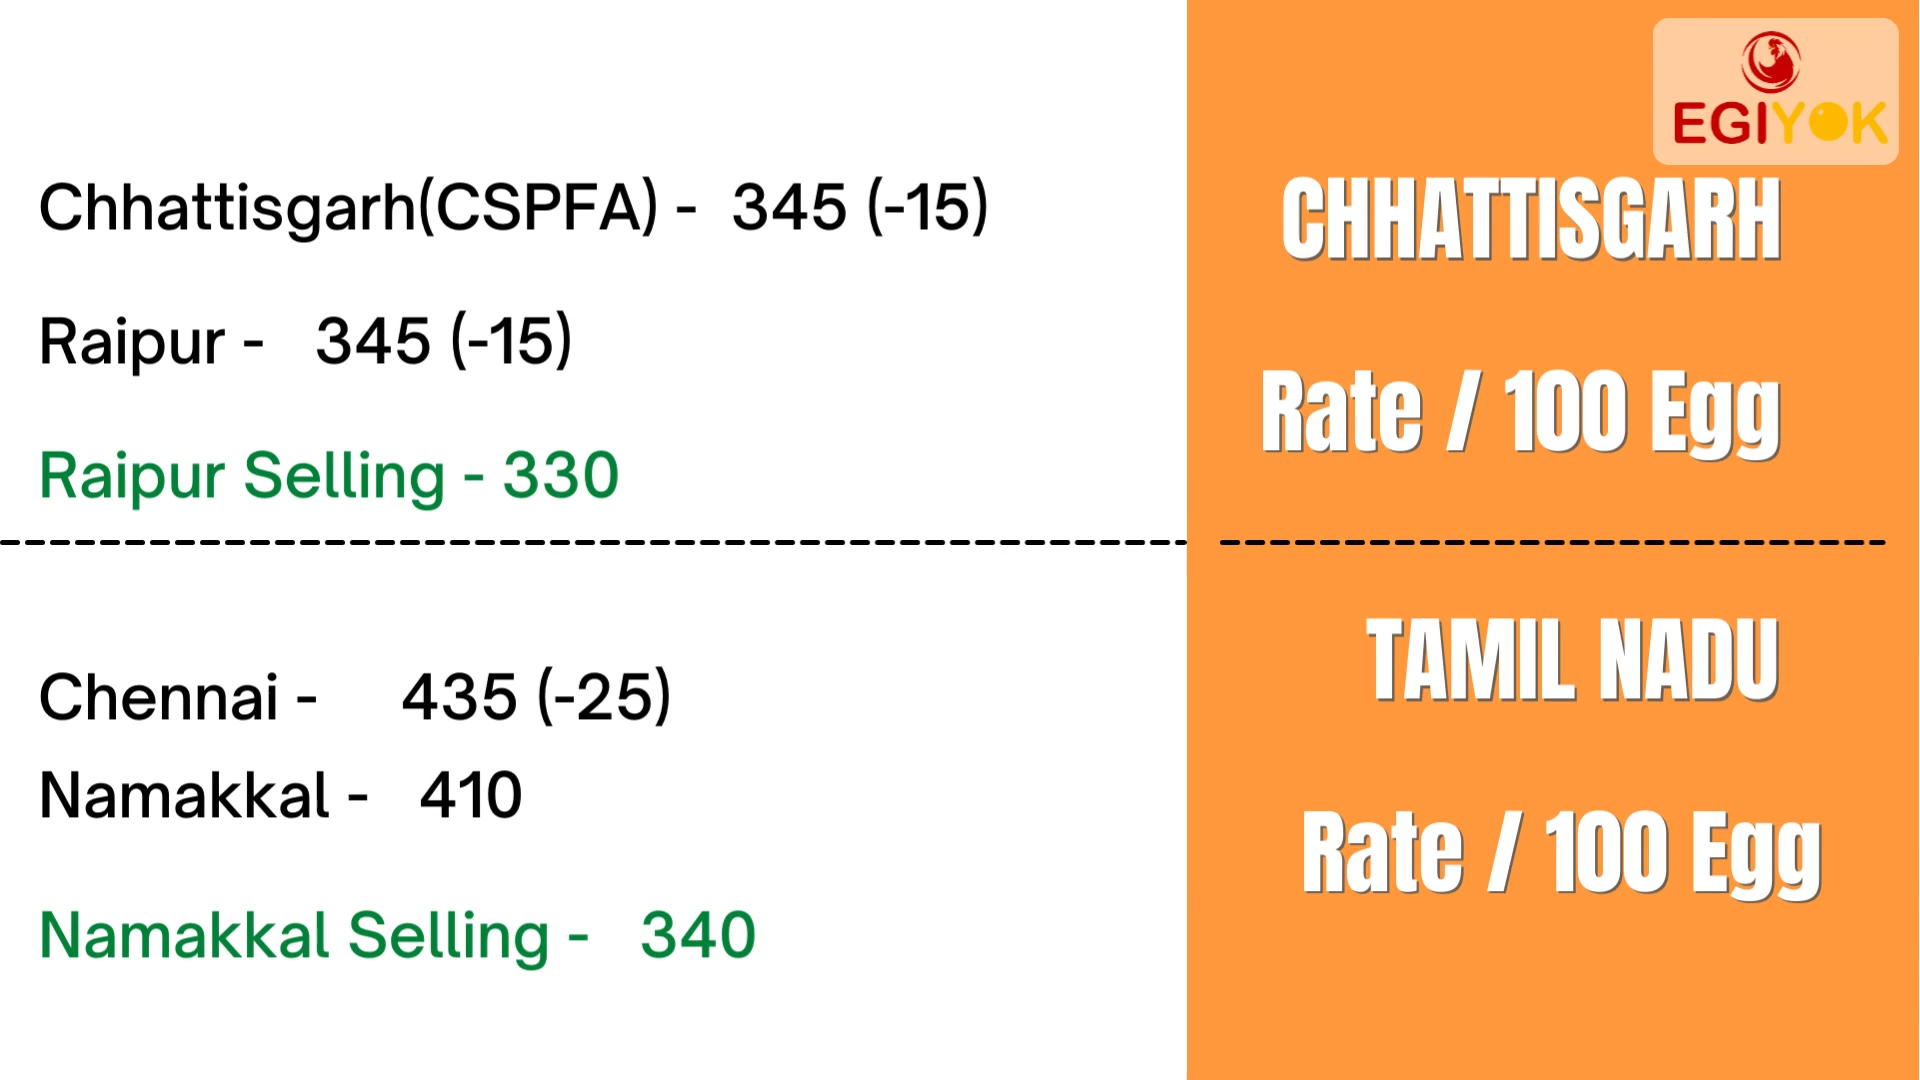 Chhattisgarh(CSPFA) - 345 (-15)
Raipur - 345 (-15)
Raipur Selling - 330
Chennai - 435 (-25)
Namakkal - 410
Namakkal Selling - 340
EGIYOK
CHHATTISGARH
Rate / 100 Egg
TAMIL NADU
Rate / 100 Egg